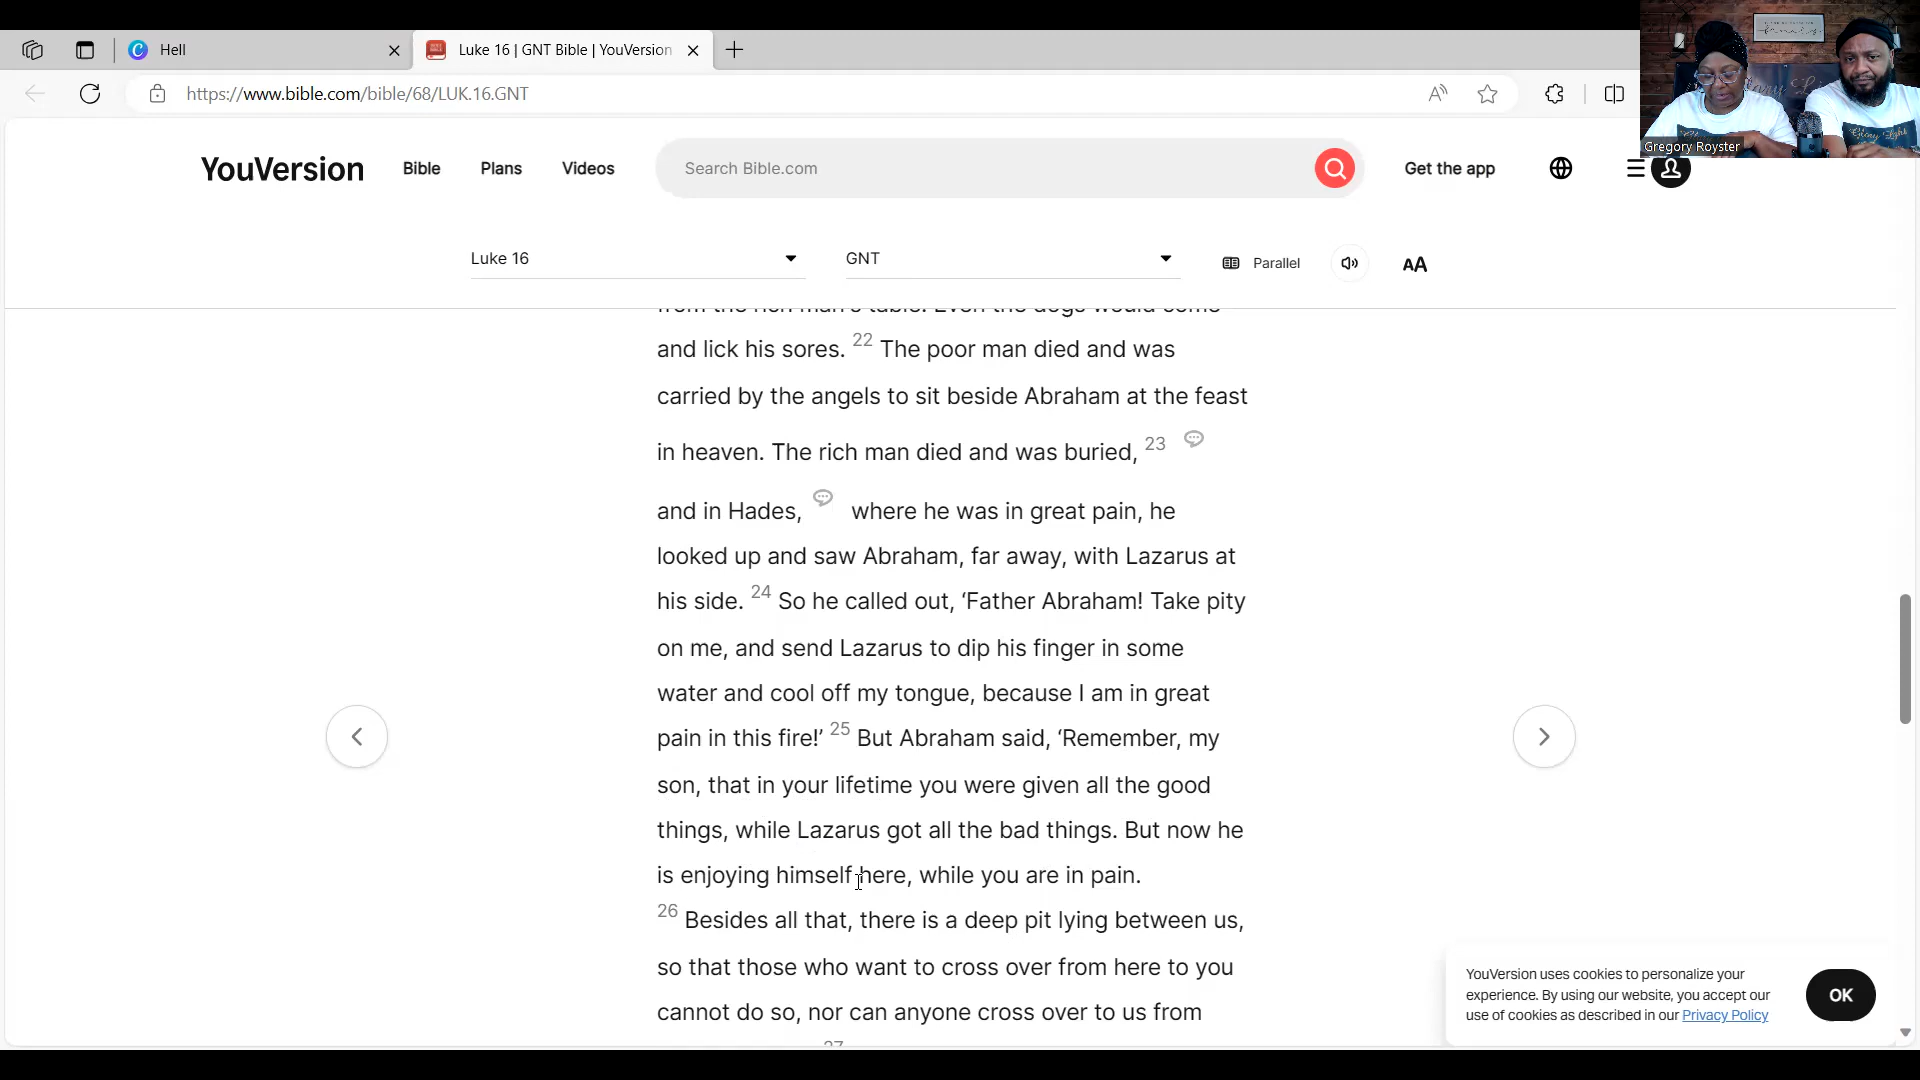 Hell
Luke 16 | GNT Bible | YouVersion
https://www.bible.com/bible/68/LUK.16.GNT
Gregory Royster
YouVersion Bible Plans Videos Search Bible.com Get the app
Luke 16 GNT Parallel AA
from the rich man's table. Even the dogs would come
and lick his sores. 22 The poor man died and was
carried by the angels to sit beside Abraham at the feast
in heaven. The rich man died and was buried, 23
and in Hades, where he was in great pain, he
looked up and saw Abraham, far away, with Lazarus at
his side. 24 So he called out, ‘Father Abraham! Take pity
on me, and send Lazarus to dip his finger in some
water and cool off my tongue, because I am in great
pain in this fire!’ 25 But Abraham said, ‘Remember, my
son, that in your lifetime you were given all the good
things, while Lazarus got all the bad things. But now he
is enjoying himself here, while you are in pain.
26 Besides all that, there is a deep pit lying between us,
so that those who want to cross over from here to you
cannot do so, nor can anyone cross over to us from
27
YouVersion uses cookies to personalize your
experience. By using our website, you accept our
use of cookies as described in our Privacy Policy
OK